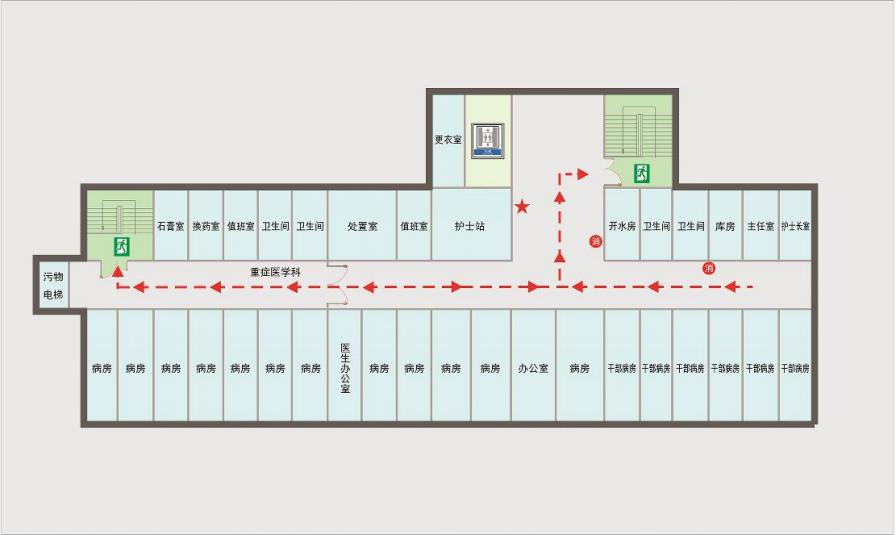 更衣室
石膏室
换药室
值班室
卫生间
卫生间
处置室
值班室
护士站
开水房
卫生间
卫生间
库房
主任室
护士长室
消
消
污物
电梯
重症医学科
病房
病房
病房
病房
病房
病房
病房
医生办公室
病房
病房
病房
病房
办公室
病房
干部病房
干部病房
干部病房
干部病房
干部病房
干部病房